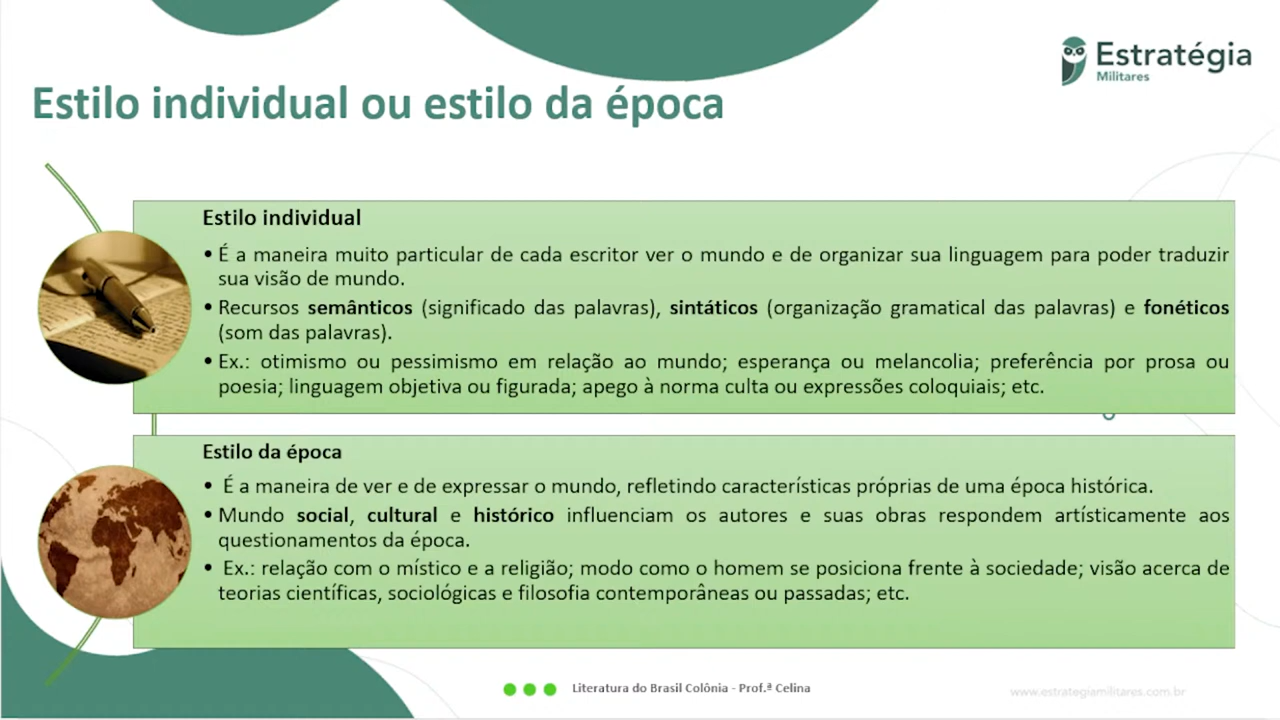 Estratégia
Militares
Estilo individual ou estilo da época
Estilo individual
• É a maneira muito particular de cada escritor ver o mundo e de organizar sua linguagem para poder traduzir
sua visão de mundo.
• Recursos semânticos (significado das palavras), sintáticos (organização gramatical das palavras) e fonéticos
(som das palavras).
• Ex.: otimismo ou pessimismo em relação ao mundo; esperança ou melancolia; preferência por prosa ou
poesia; linguagem objetiva ou figurada; apego à norma culta ou expressões coloquiais; etc.
Estilo da época
• É a maneira de ver e de expressar o mundo, refletindo características próprias de uma época histórica.
• Mundo social, cultural e histórico influenciam os autores e suas obras respondem artísticamente aos
questionamentos da época.
• Ex.: relação com o místico e a religião; modo como o homem se posiciona frente à sociedade; visão acerca de
teorias científicas, sociológicas e filosofia contemporâneas ou passadas; etc.
Literatura do Brasil Colônia - Prof.ª Celina
www.estrategiamilitares.com.br